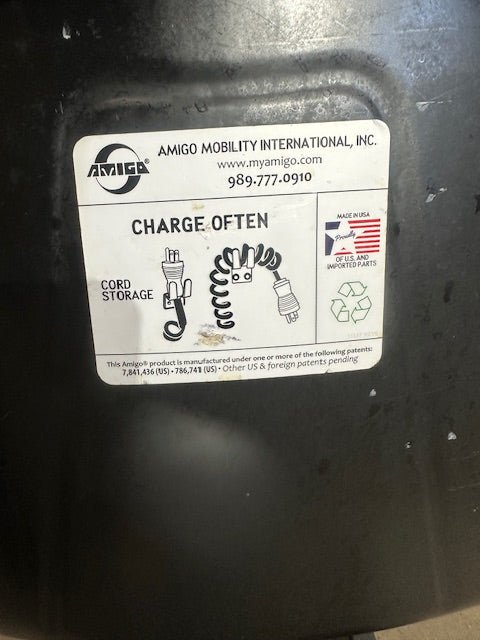 AMIGO®
AMIGO MOBILITY INTERNATIONAL, INC.
www.myamigo.com
989.777.0910
CHARGE OFTEN
CORD
STORAGE
MADE IN USA
Proudly
OF U.S. AND
IMPORTED PARTS
This Amigo® product is manufactured under one or more of the following patents:
7,841,436 (US) • 786,741 (US) • Other US & foreign patents pending